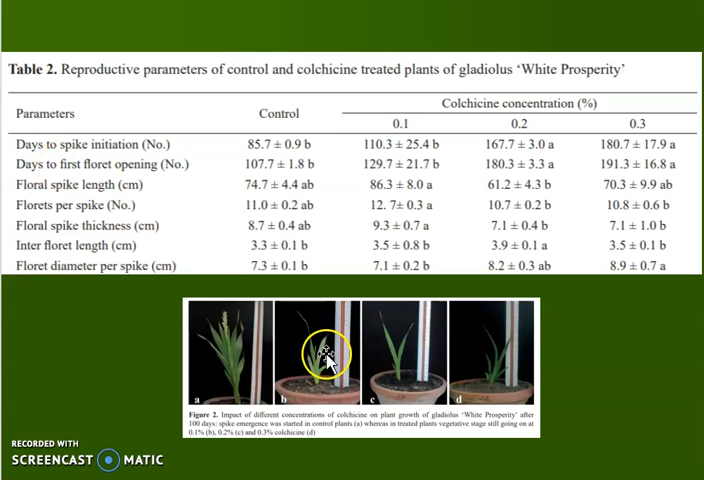 Table 2. Reproductive parameters of control and colchicine treated plants of gladiolus ‘White Prosperity’
Parameters Control Colchicine concentration (%)
0.1 0.2 0.3
Days to spike initiation (No.) 85.7 ± 0.9 b 110.3 ± 25.4 b 167.7 ± 3.0 a 180.7 ± 17.9 a
Days to first floret opening (No.) 107.7 ± 1.8 b 129.7 ± 21.7 b 180.3 ± 3.3 a 191.3 ± 16.8 a
Floral spike length (cm) 74.7 ± 4.4 ab 86.3 ± 8.0 a 61.2 ± 4.3 b 70.3 ± 9.9 ab
Florets per spike (No.) 11.0 ± 0.2 ab 12. 7± 0.3 a 10.7 ± 0.2 b 10.8 ± 0.6 b
Floral spike thickness (cm) 8.7 ± 0.4 ab 9.3 ± 0.7 a 7.1 ± 0.4 b 7.1 ± 1.0 b
Inter floret length (cm) 3.3 ± 0.1 b 3.5 ± 0.8 b 3.9 ± 0.1 a 3.5 ± 0.1 b
Floret diameter per spike (cm) 7.3 ± 0.1 b 7.1 ± 0.2 b 8.2 ± 0.3 ab 8.9 ± 0.7 a
a b c d
Figure 2. Impact of different concentrations of colchicine on plant growth of gladiolus ‘White Prosperity’ after
100 days: spike emergence was started in control plants (a) whereas in treated plants vegetative stage still going on at
0.1% (b), 0.2% (c) and 0.3% colchicine (d)
RECORDED WITH
SCREENCAST MATIC